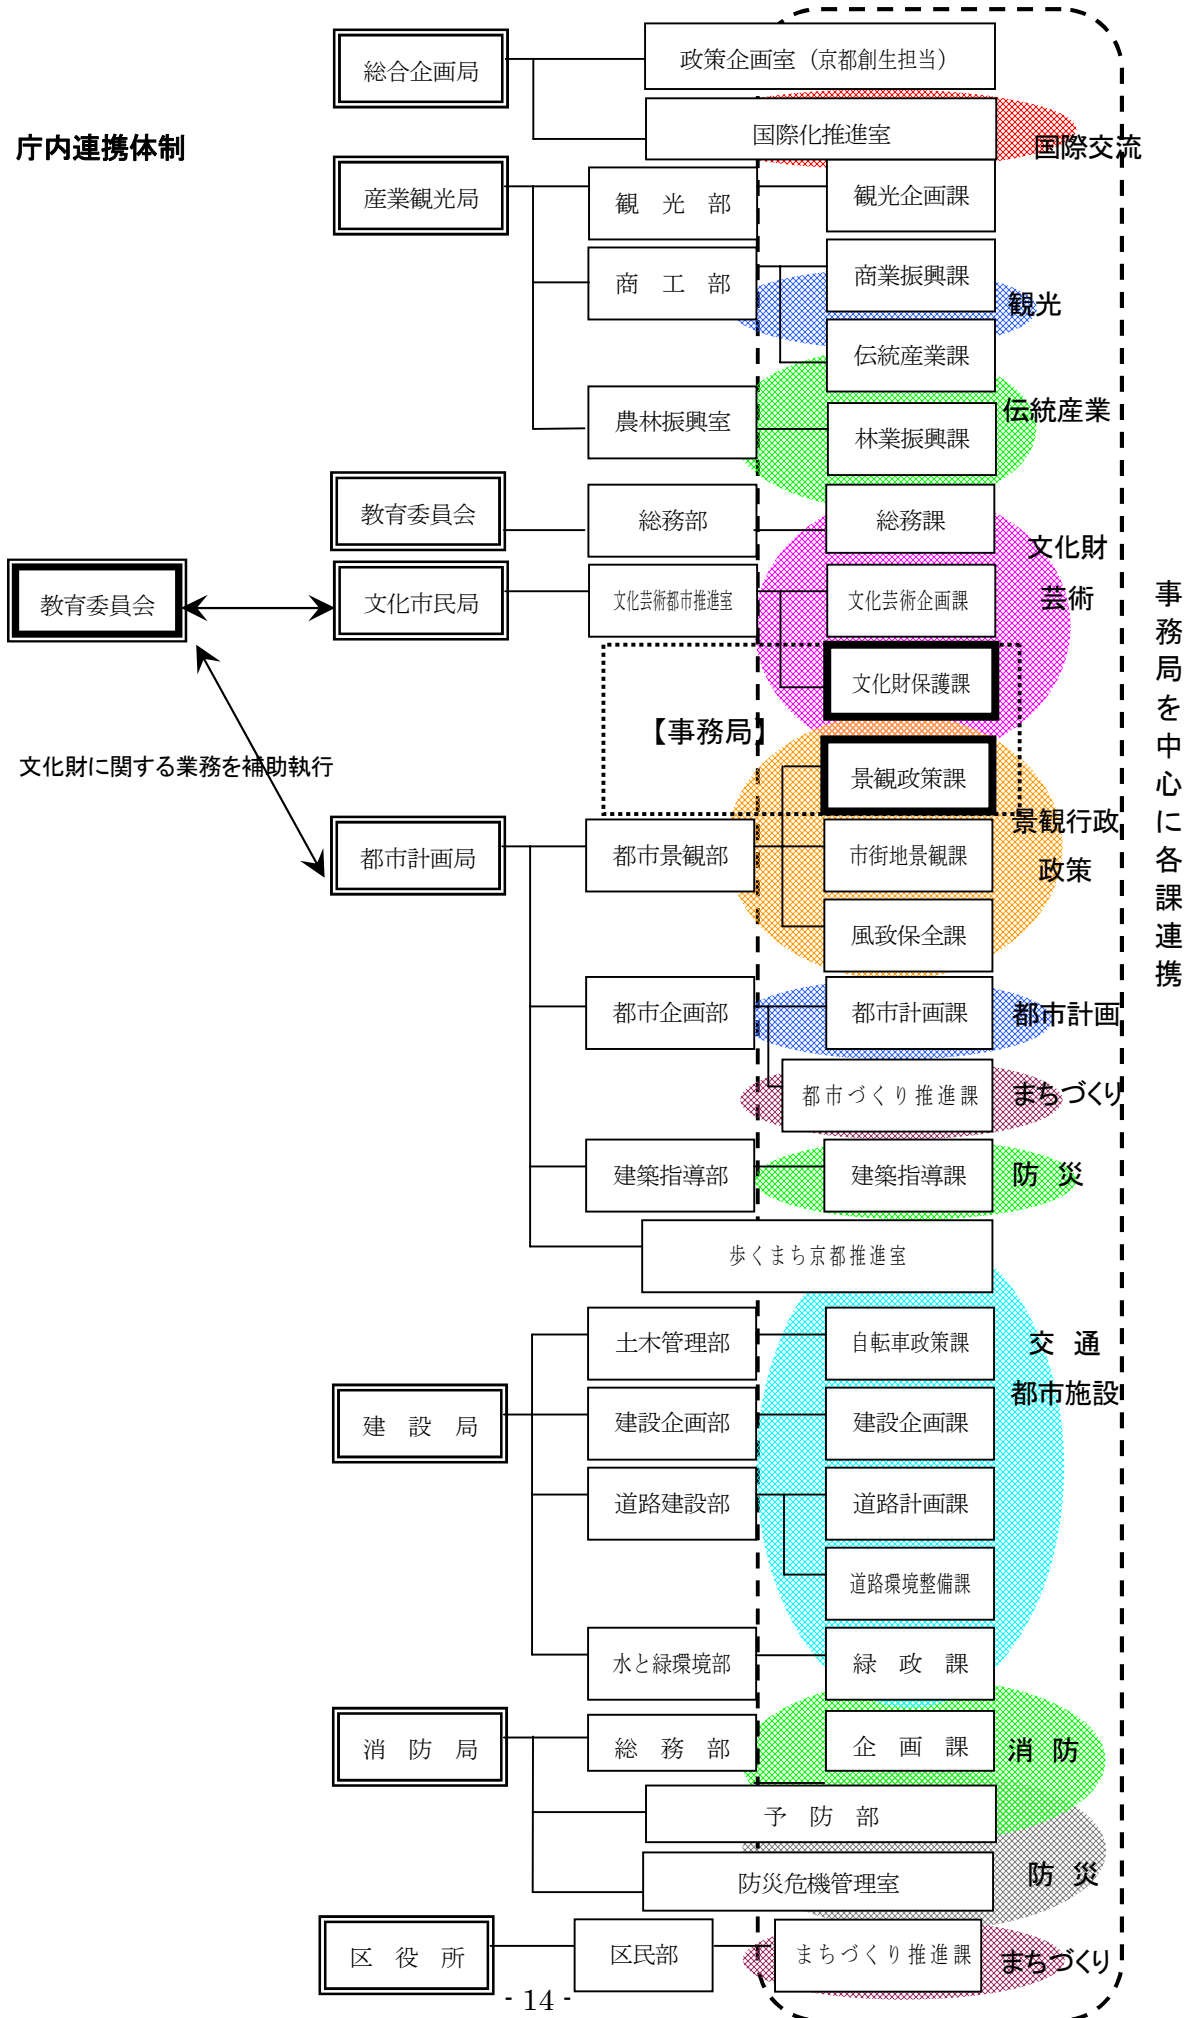 庁内連携体制
総合企画局
政策企画室（京都創生担当）
国際化推進室
国際交流
産業観光局
観　光　部
観光企画課
商　工　部
商業振興課
観光
伝統産業課
伝統産業
農林振興室
林業振興課
教育委員会
総務部
総務課
文化財
芸術
教育委員会
文化市民局
文化芸術都市推進室
文化芸術企画課
文化財保護課
【事務局】
景観政策課
文化財に関する業務を補助執行
都市計画局
都市景観部
市街地景観課
景観行政
政策
風致保全課
都市企画部
都市計画課
都市計画
都市づくり推進課
まちづくり
建築指導部
建築指導課
防　災
歩くまち京都推進室
土木管理部
自転車政策課
交　通
都市施設
建　設　局
建設企画部
建設企画課
道路建設部
道路計画課
道路環境整備課
水と緑環境部
緑　政　課
消　防　局
総　務　部
企　画　課
消　防
予　防　部
防災危機管理室
防　災
区　役　所
区民部
まちづくり推進課
まちづくり
事務局を中心に各課連携
- 14 -